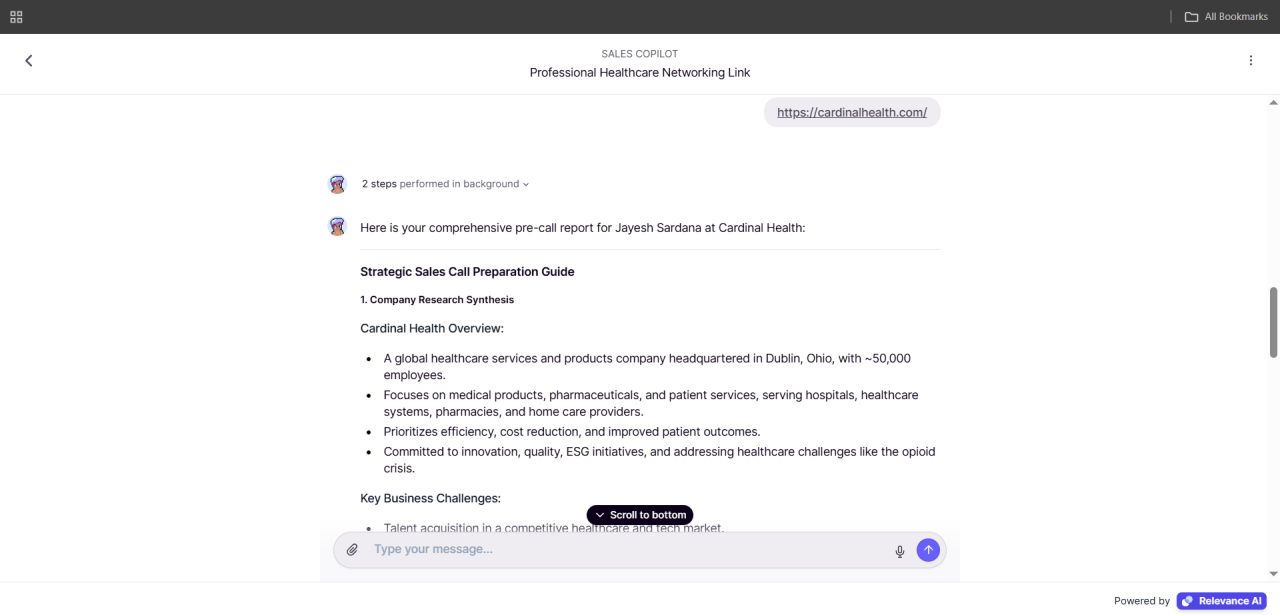 All Bookmarks
SALES COPILOT
Professional Healthcare Networking Link
https://cardinalhealth.com/
2 steps performed in background
Here is your comprehensive pre-call report for Jayesh Sardana at Cardinal Health:
Strategic Sales Call Preparation Guide
1. Company Research Synthesis
Cardinal Health Overview:
• A global healthcare services and products company headquartered in Dublin, Ohio, with ~50,000
employees.
• Focuses on medical products, pharmaceuticals, and patient services, serving hospitals, healthcare
systems, pharmacies, and home care providers.
• Prioritizes efficiency, cost reduction, and improved patient outcomes.
• Committed to innovation, quality, ESG initiatives, and addressing healthcare challenges like the opioid
crisis.
Key Business Challenges:
Scroll to bottom
• Talent acquisition in a competitive healthcare and tech market.
Type your message...
Powered by Relevance AI